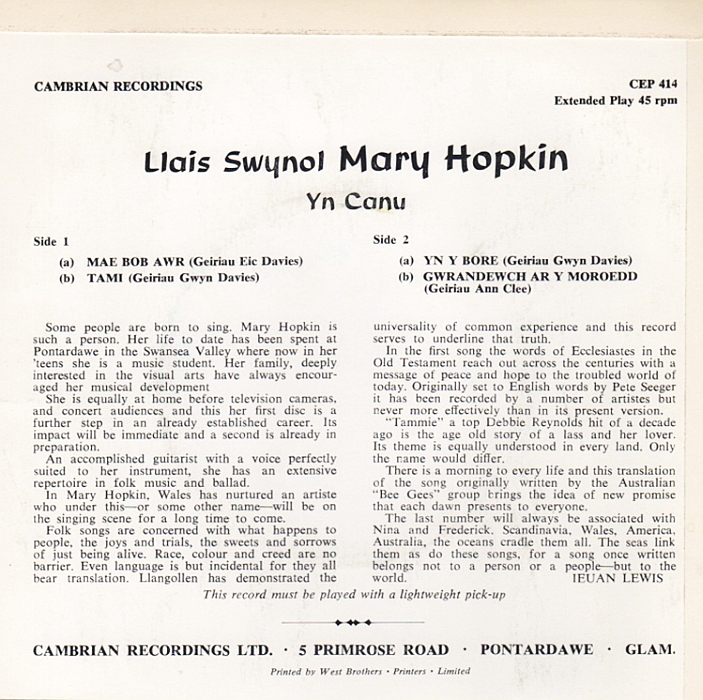 CAMBRIAN RECORDINGS
CEP 414
Extended Play 45 rpm
Llais Swynol Mary Hopkin
Yn Canu
Side 1
(a) MAE BOB AWR (Geiriau Eic Davies)
(b) TAMI (Geiriau Gwyn Davies)
Side 2
(a) YN Y BORE (Geiriau Gwyn Davies)
(b) GWRANDEWCH AR Y MOROEDD
(Geiriau Ann Clee)
Some people are born to sing. Mary Hopkin is
such a person. Her life to date has been spent at
Pontardawe in the Swansea Valley where now in her
'teens she is a music student. Her family, deeply
interested in the visual arts have always encour-
aged her musical development
She is equally at home before television cameras,
and concert audiences and this her first disc is a
further step in an already established career. Its
impact will be immediate and a second is already in
preparation.
An accomplished guitarist with a voice perfectly
suited to her instrument, she has an extensive
repertoire in folk music and ballad.
In Mary Hopkin, Wales has nurtured an artiste
who under this—or some other name—will be on
the singing scene for a long time to come.
Folk songs are concerned with what happens to
people, the joys and trials, the sweets and sorrows
of just being alive. Race, colour and creed are no
barrier. Even language is but incidental for they all
bear translation. Llangollen has demonstrated the
universality of common experience and this record
serves to underline that truth.
In the first song the words of Ecclesiastes in the
Old Testament reach out across the centuries with a
message of peace and hope to the troubled world of
today. Originally set to English words by Pete Seeger
it has been recorded by a number of artistes but
never more effectively than in its present version.
"Tammie" a top Debbie Reynolds hit of a decade
ago is the age old story of a lass and her lover.
Its theme is equally understood in every land. Only
the name would differ.
There is a morning to every life and this translation
of the song originally written by the Australian
"Bee Gees" group brings the idea of new promise
that each dawn presents to everyone.
The last number will always be associated with
Nina and Frederick. Scandinavia, Wales, America,
Australia, the oceans cradle them all. The seas link
them as do these songs, for a song once written
belongs not to a person or a people—but to the
world. IEUAN LEWIS
This record must be played with a lightweight pick-up
CAMBRIAN RECORDINGS LTD. · 5 PRIMROSE ROAD · PONTARDAWE · GLAM.
Printed by West Brothers · Printers · Limited